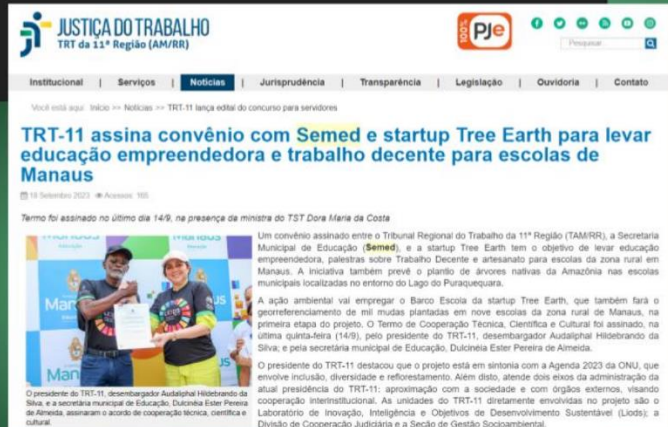 JUSTIÇA DO TRABALHO
TRT da 11ª Região (AM/RR)
100% PJe
Pesquisar
Institucional | Serviços | Notícias | Jurisprudência | Transparência | Legislação | Ouvidoria | Contato
Você está aqui: Início >> Notícias >> TRT-11 lança edital do concurso para servidores
TRT-11 assina convênio com Semed e startup Tree Earth para levar
educação empreendedora e trabalho decente para escolas de
Manaus
18 Setembro 2023 Acessos: 165
Termo foi assinado no último dia 14/9, na presença da ministra do TST Dora Maria da Costa
Um convênio assinado entre o Tribunal Regional do Trabalho da 11ª Região (TAM/RR), a Secretaria
Municipal de Educação (Semed), e a startup Tree Earth tem o objetivo de levar educação
empreendedora, palestras sobre Trabalho Decente e artesanato para escolas da zona rural em
Manaus. A iniciativa também prevê o plantio de árvores nativas da Amazônia nas escolas
municipais localizadas no entorno do Lago do Puraquequara.
A ação ambiental vai empregar o Barco Escola da startup Tree Earth, que também fará o
georreferenciamento de mil mudas plantadas em nove escolas da zona rural de Manaus, na
primeira etapa do projeto. O Termo de Cooperação Técnica, Científica e Cultural foi assinado, na
última quinta-feira (14/9), pelo presidente do TRT-11, desembargador Audaliphal Hildebrando da
Silva; e pela secretária municipal de Educação, Dulcinéia Ester Pereira de Almeida.
O presidente do TRT-11 destacou que o projeto está em sintonia com a Agenda 2023 da ONU, que
envolve inclusão, diversidade e reflorestamento. Além disto, atende dois eixos da administração da
atual presidência do TRT-11: aproximação com a sociedade e com órgãos externos, visando
cooperação interinstitucional. As unidades do TRT-11 diretamente envolvidas no projeto são o
Laboratório de Inovação, Inteligência e Objetivos de Desenvolvimento Sustentável (Liods); a
Divisão de Cooperação Judiciária e a Seção de Gestão Socioambiental.
O presidente do TRT-11, desembargador Audaliphal Hildebrando da
Silva, e a secretária municipal de Educação, Dulcinéia Ester Pereira
de Almeida, assinaram o acordo de cooperação técnica, científica e
cultural.